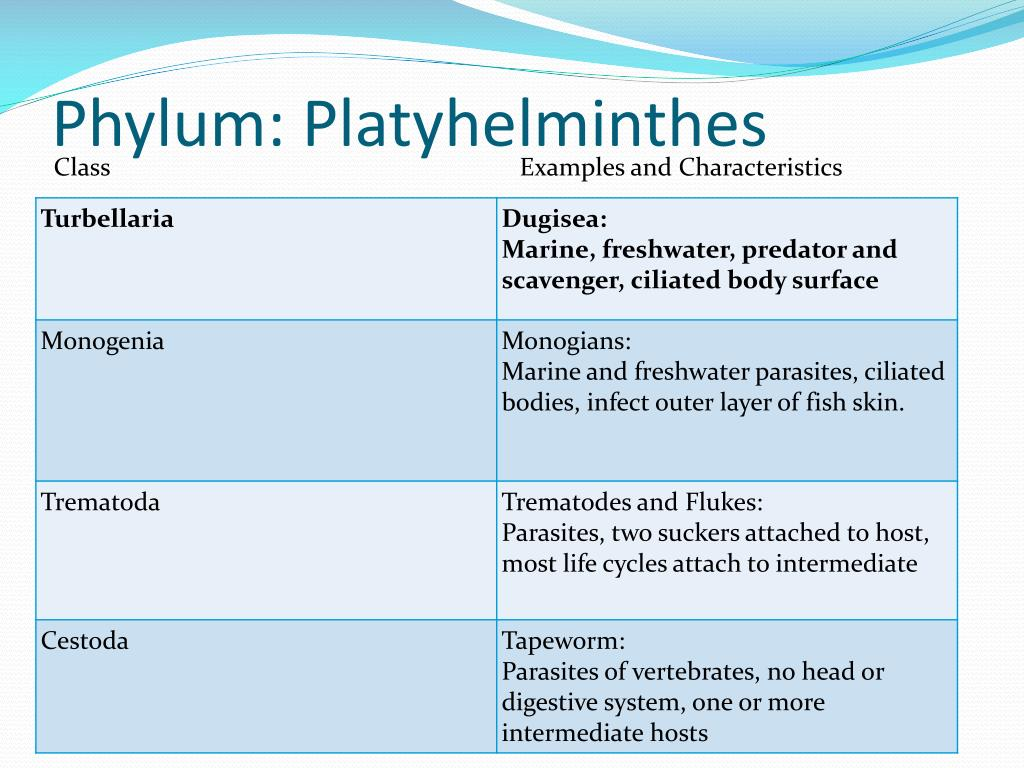 Phylum: Platyhelminthes
Class
Examples and Characteristics
Turbellaria
Dugisea:
Marine, freshwater, predator and
scavenger, ciliated body surface
Monogenia
Monogians:
Marine and freshwater parasites, ciliated
bodies, infect outer layer of fish skin.
Trematoda
Trematodes and Flukes:
Parasites, two suckers attached to host,
most life cycles attach to intermediate
Cestoda
Tapeworm:
Parasites of vertebrates, no head or
digestive system, one or more
intermediate hosts